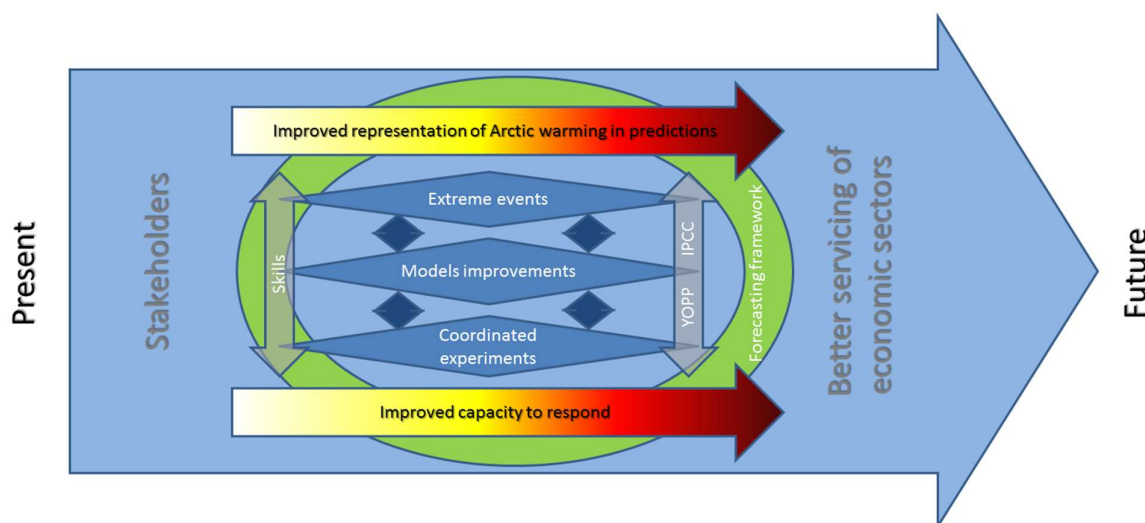 Present
Stakeholders
Improved representation of Arctic warming in predictions
Skills
Extreme events
Models improvements
Coordinated
experiments
YOPP IPCC
Forecasting framework
Improved capacity to respond
Better servicing of
economic sectors
Future